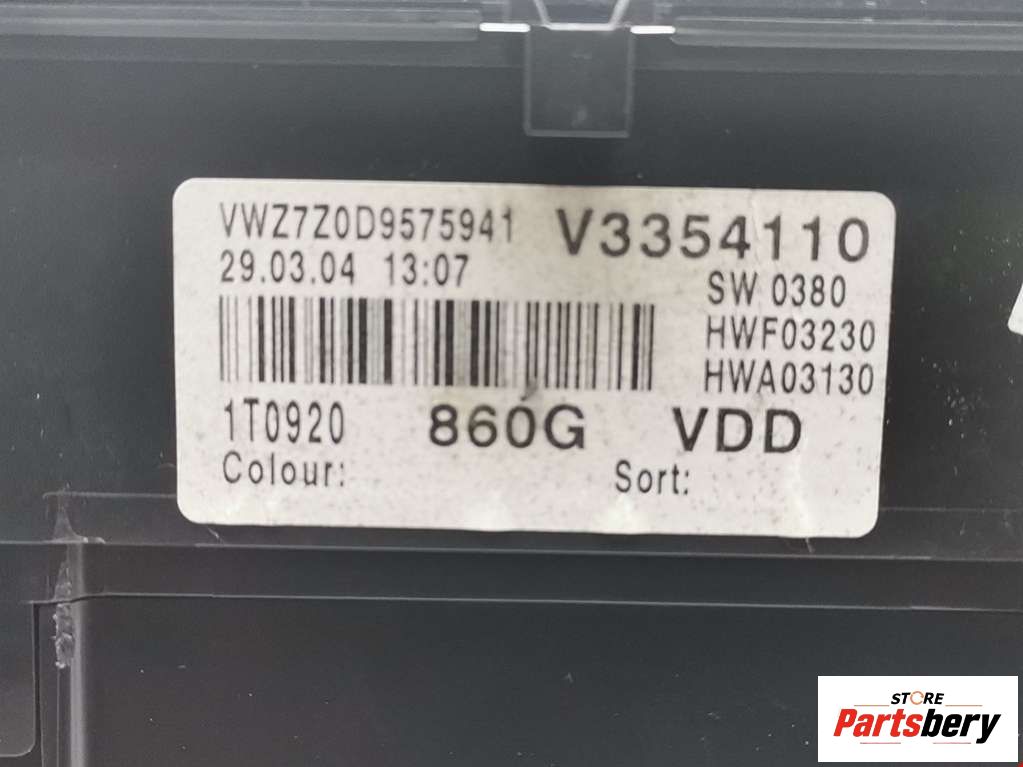 VWZ7Z0D9575941 V3354110
29.03.04 13:07 SW 0380
HWF03230
HWA03130
1T0920 860G VDD
Colour: Sort:
STORE
Partsbery